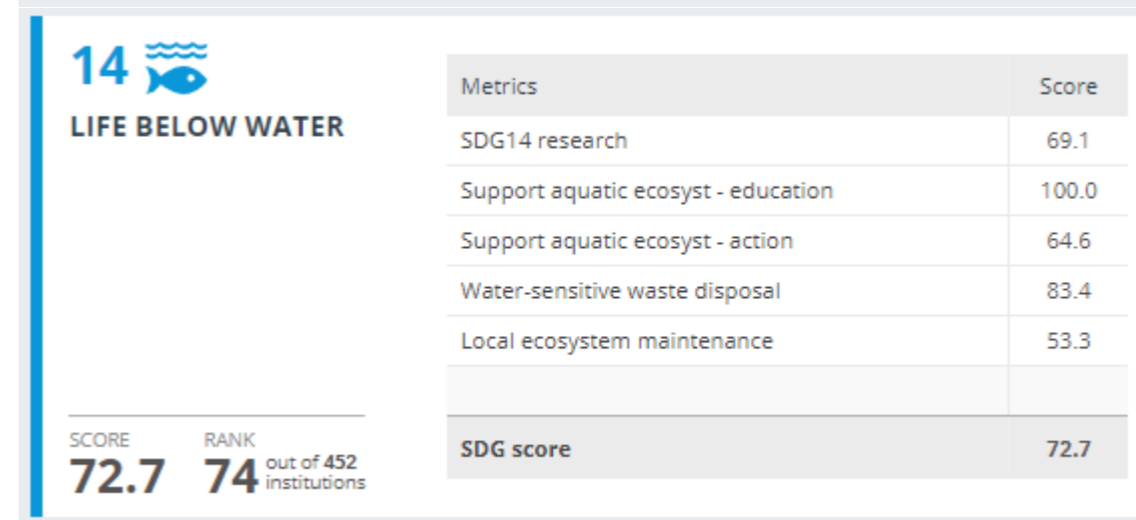 14
LIFE BELOW WATER
SCORE
72.7
RANK
74 out of 452 institutions
Metrics Score
SDG14 research 69.1
Support aquatic ecosyst - education 100.0
Support aquatic ecosyst - action 64.6
Water-sensitive waste disposal 83.4
Local ecosystem maintenance 53.3
SDG score 72.7